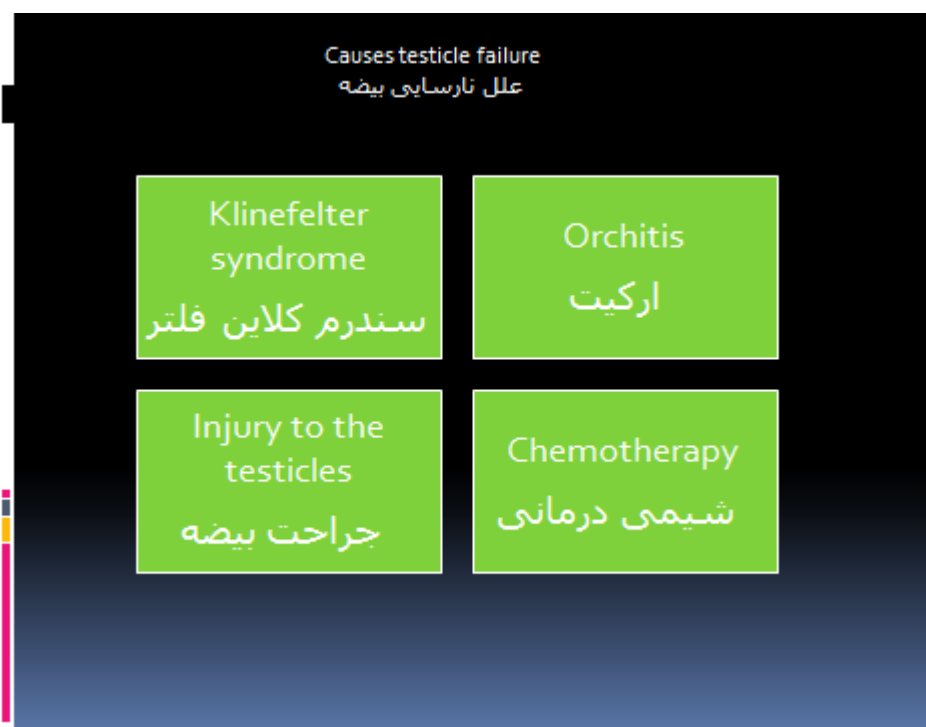 Causes testicle failure
علل نارسایی بیضه
Klinefelter
syndrome
سندرم کلاین فلتر
Orchitis
ارکیت
Injury to the
testicles
جراحت بیضه
Chemotherapy
شیمی درمانی